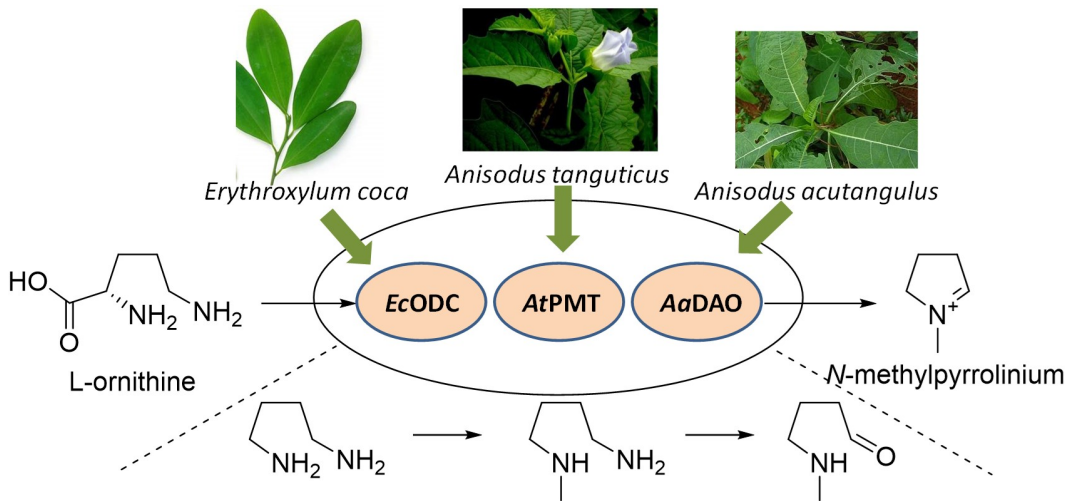 Erythroxylum coca
Anisodus tanguticus
Anisodus acutangulus
HO
O
NH₂
NH₂
L-ornithine
EcODC
AtPMT
AaDAO
N⁺
N-methylpyrrolinium
NH₂
NH₂
NH
NH₂
NH
O